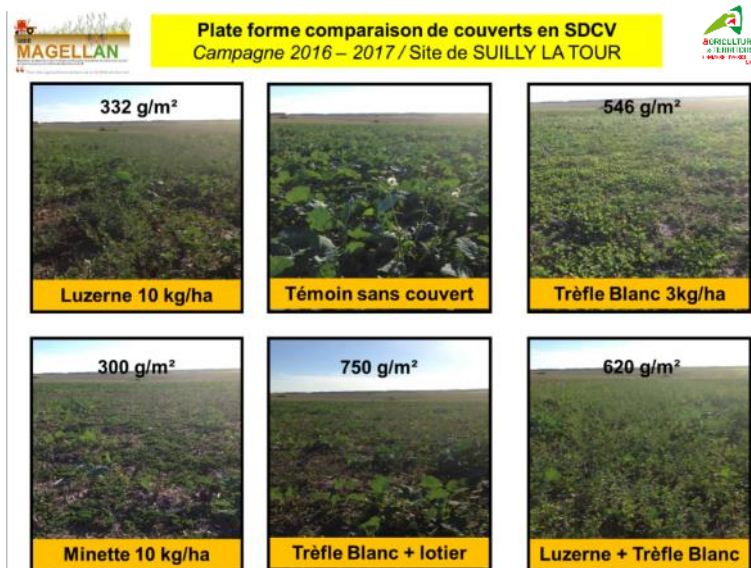 Plate forme comparaison de couverts en SDCV
Campagne 2016 – 2017 / Site de SUILLY LA TOUR
MAGELLAN
332 g/m²
546 g/m²
Luzerne 10 kg/ha
Témoin sans couvert
Trèfle Blanc 3kg/ha
300 g/m²
750 g/m²
620 g/m²
Minette 10 kg/ha
Trèfle Blanc + lotier
Luzerne + Trèfle Blanc